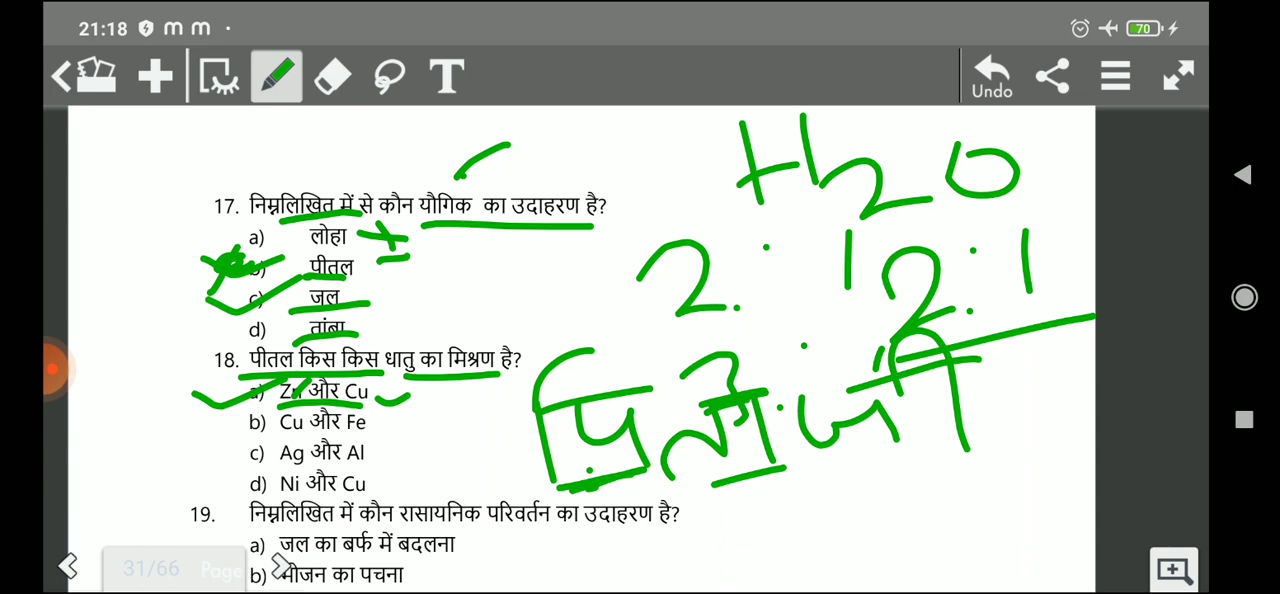 21:18
70
T
Undo
H2O
17. निम्नलिखित में से कौन यौगिक का उदाहरण है?
a) लोहा
b) पीतल
2:1 2:1
c) जल
d) तांबा
18. पीतल किस किस धातु का मिश्रण है?
a) Zn और Cu
b) Cu और Fe
c) Ag और Al
d) Ni और Cu
19. निम्नलिखित में कौन रासायनिक परिवर्तन का उदाहरण है?
a) जल का बर्फ में बदलना
b) भोजन का पचना
31/66 Page